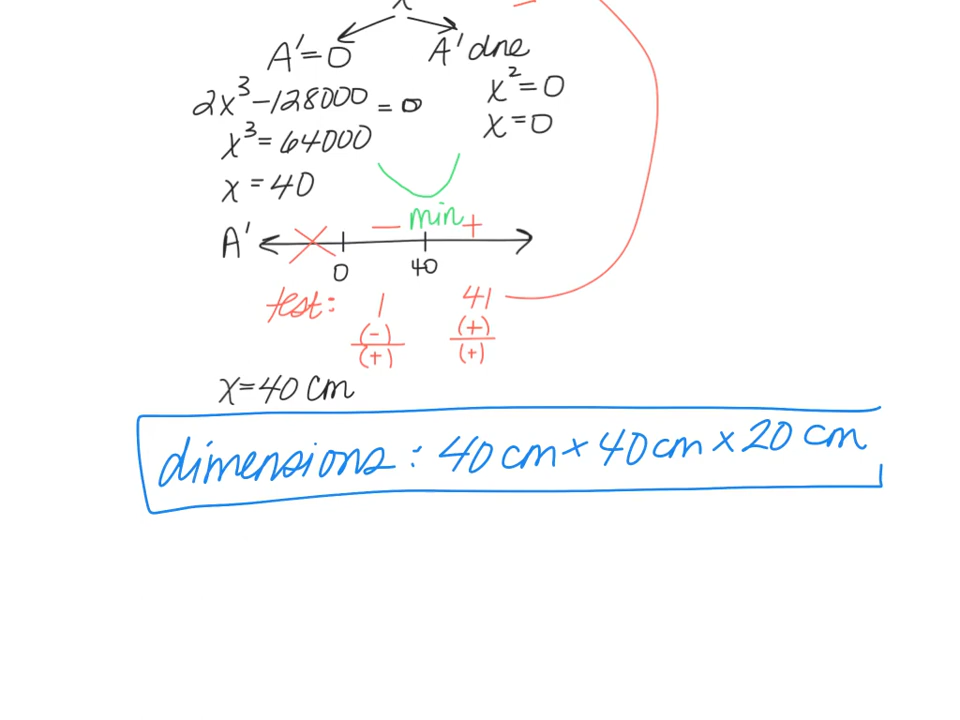 A'=0
A' dne
2x³-128000 = 0
x²=0
x³=64000
x=0
x=40
min
- +
A'
0 40
test: 1 41
(-) (+)
(+) (+)
x=40 cm
dimensions: 40 cm x 40 cm x 20 cm